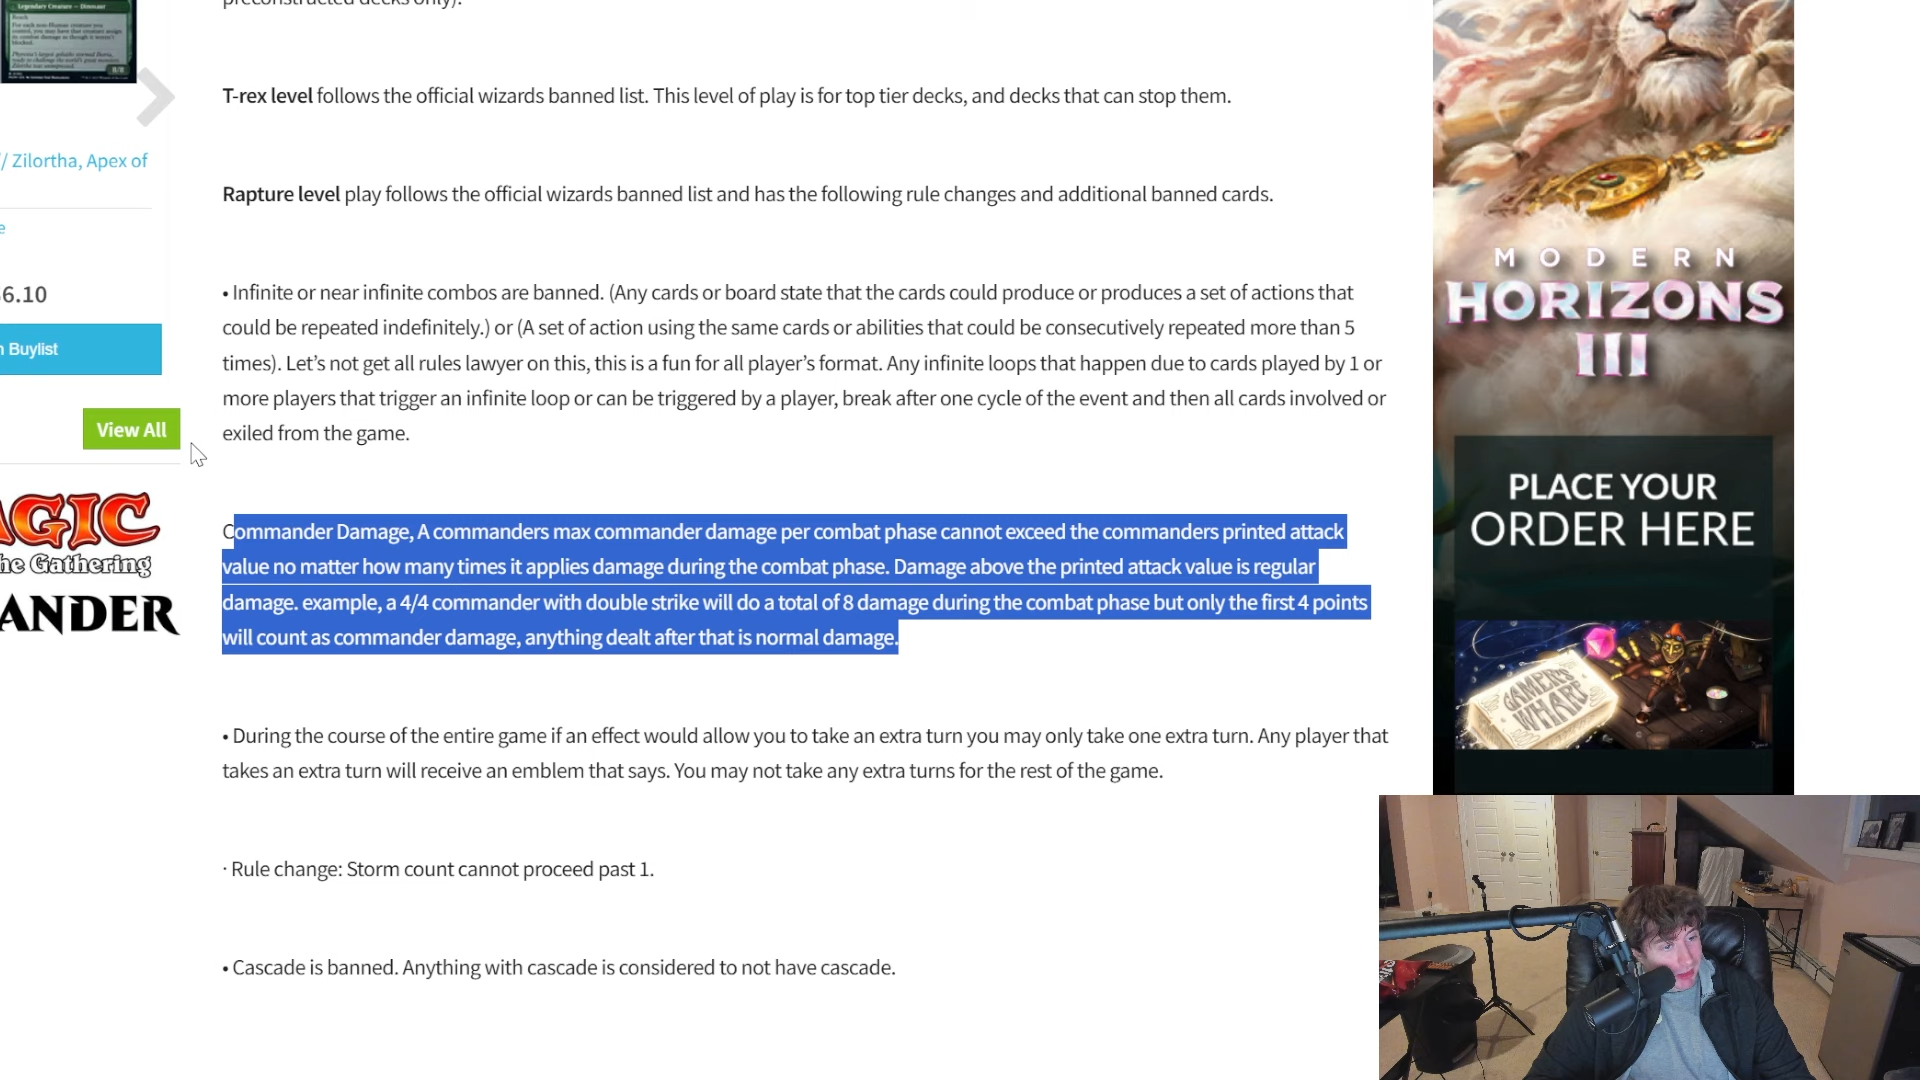 preconstructed decks only).
Legendary Creature — Dinosaur
Reach
8/8
T-rex level follows the official wizards banned list. This level of play is for top tier decks, and decks that can stop them.
/ Zilortha, Apex of
Rapture level play follows the official wizards banned list and has the following rule changes and additional banned cards.
e
6.10
• Infinite or near infinite combos are banned. (Any cards or board state that the cards could produce or produces a set of actions that
could be repeated indefinitely.) or (A set of action using the same cards or abilities that could be consecutively repeated more than 5
times). Let’s not get all rules lawyer on this, this is a fun for all player’s format. Any infinite loops that happen due to cards played by 1 or
more players that trigger an infinite loop or can be triggered by a player, break after one cycle of the event and then all cards involved or
exiled from the game.
n Buylist
View All
AGIC
he Gathering
ANDER
Commander Damage, A commanders max commander damage per combat phase cannot exceed the commanders printed attack
value no matter how many times it applies damage during the combat phase. Damage above the printed attack value is regular
damage. example, a 4/4 commander with double strike will do a total of 8 damage during the combat phase but only the first 4 points
will count as commander damage, anything dealt after that is normal damage.
• During the course of the entire game if an effect would allow you to take an extra turn you may only take one extra turn. Any player that
takes an extra turn will receive an emblem that says. You may not take any extra turns for the rest of the game.
· Rule change: Storm count cannot proceed past 1.
• Cascade is banned. Anything with cascade is considered to not have cascade.
MODERN
HORIZONS
III
PLACE YOUR
ORDER HERE
GAMER'S
WHARF